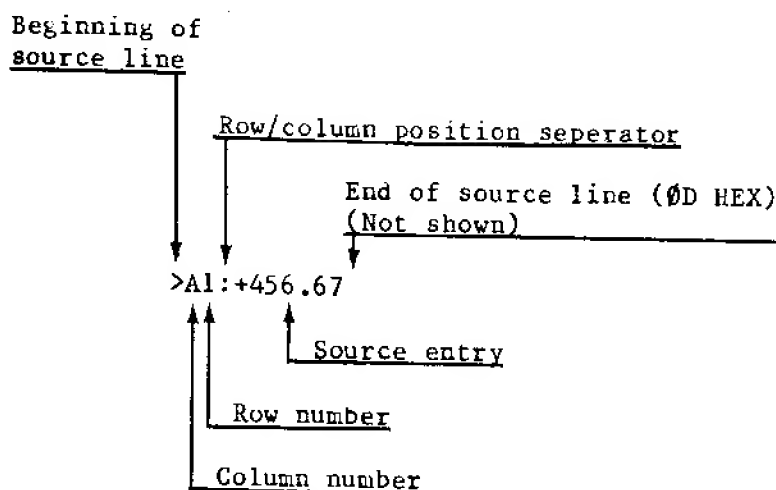 Beginning of
source line
Row/column position seperator
End of source line (ØD HEX)
(Not shown)
>A1:+456.67
Source entry
Row number
Column number